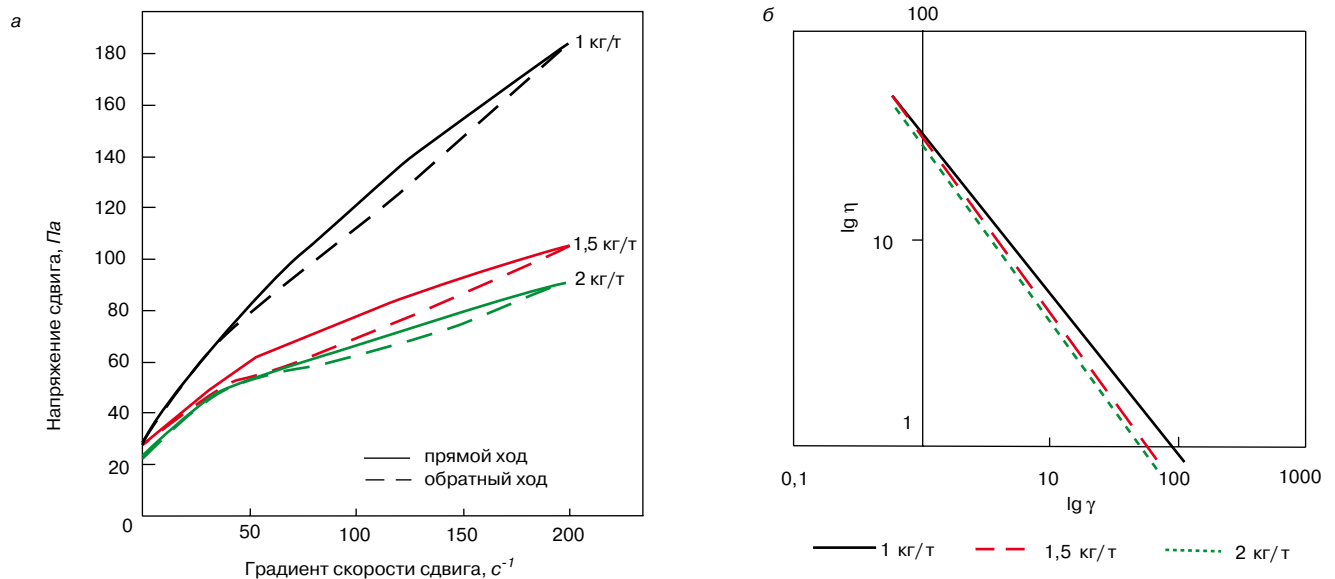 а
180
160
140
120
100
80
60
40
20
0
50
100
150
200
Напряжение сдвига, Па
Градиент скорости сдвига, с⁻¹
1 кг/т
1,5 кг/т
2 кг/т
прямой ход
обратный ход
б
100
lg η
10
1
0,1
10
100
1000
lg γ
1 кг/т
1,5 кг/т
2 кг/т